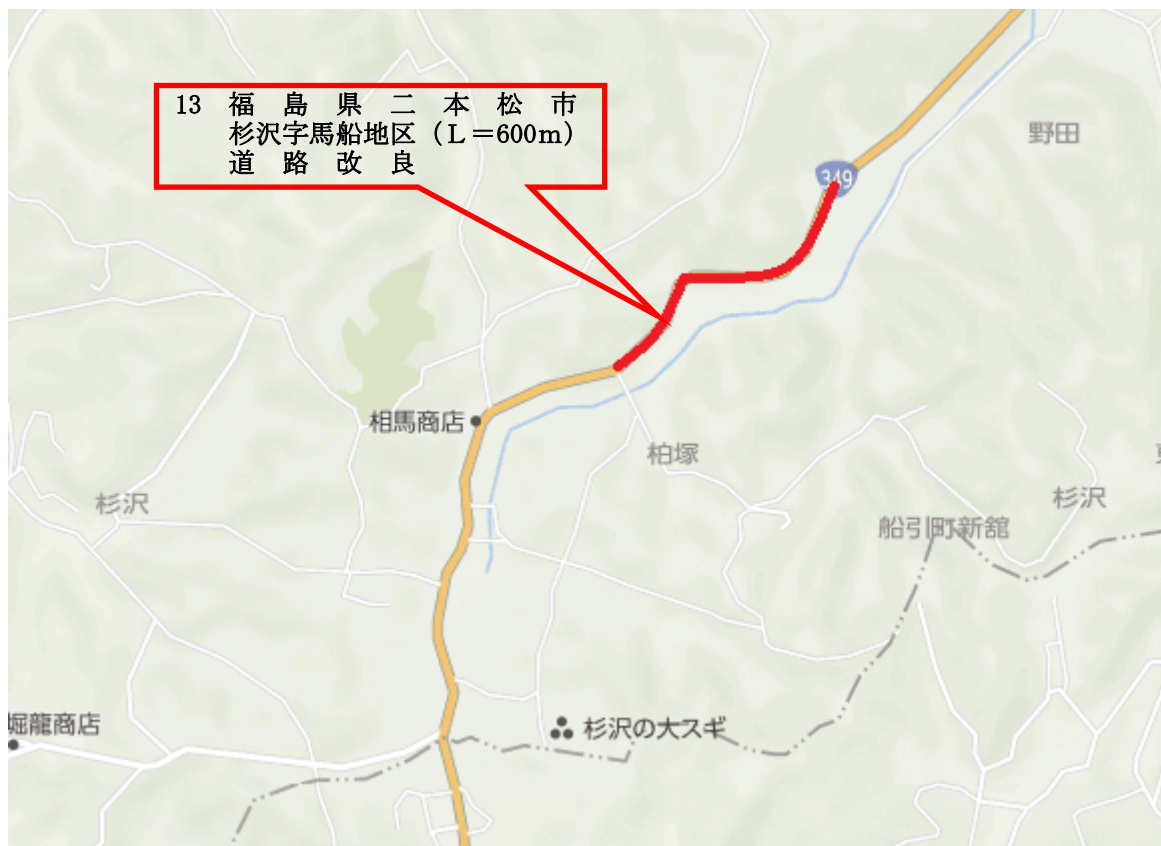 13 福島県二本松市
杉沢字馬船地区（L＝600m）
道路改良
野田
349
相馬商店
柏塚
杉沢
杉沢
船引町新舘
堀龍商店
杉沢の大スギ